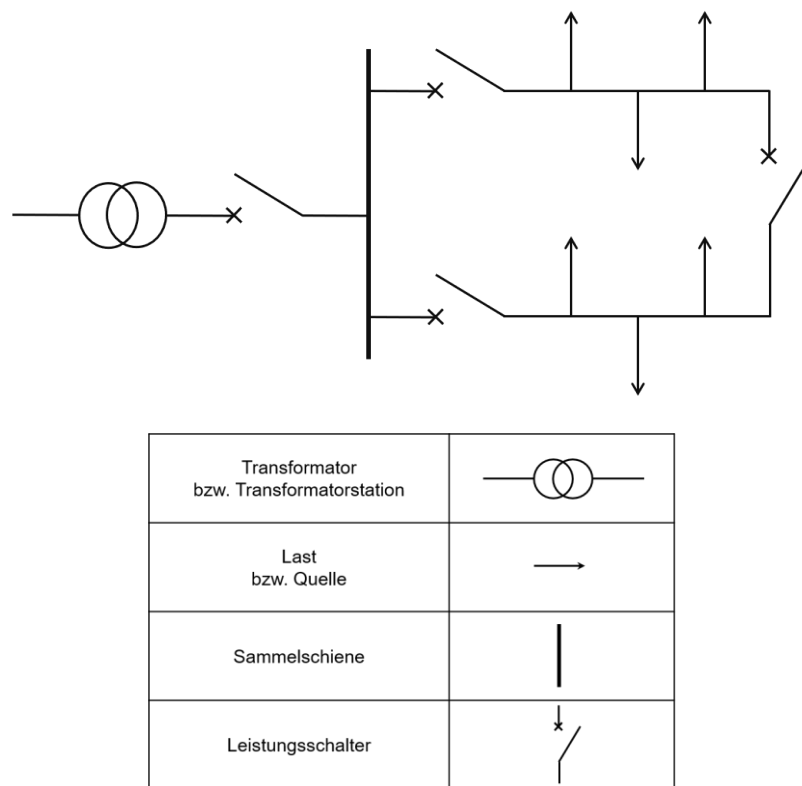 Transformator
bzw. Transformatorstation
Last
bzw. Quelle
Sammelschiene
Leistungsschalter